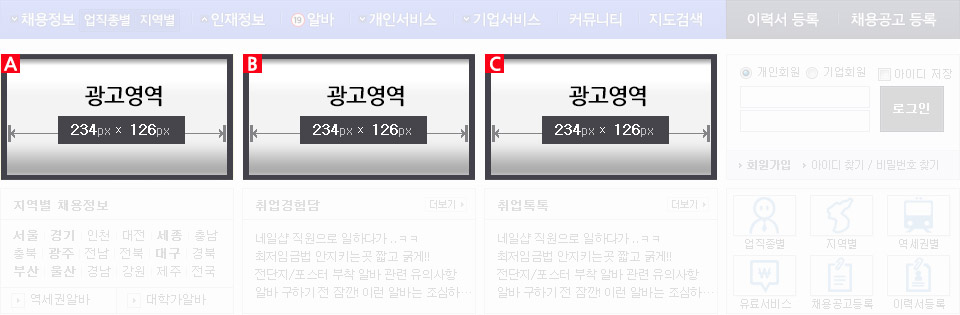 채용정보 업직종별 지역별 인재정보 19 알바 개인서비스 기업서비스 커뮤니티 지도검색 이력서 등록 채용공고 등록
A B C
광고영역 광고영역 광고영역
234px × 126px 234px × 126px 234px × 126px
개인회원 기업회원 아이디 저장
로그인
회원가입 아이디 찾기 / 비밀번호 찾기
지역별 채용정보
서울 경기 인천 대전 세종 충남
충북 광주 전남 전북 대구 경북
부산 울산 경남 강원 제주 전국
역세권알바 대학가알바
취업경험담 더보기
네일샵 직원으로 일하다가 ..ㅋㅋ
최저임금법 안지키는곳 짧고 굵게!!
전단지/포스터 부착 알바 관련 유의사항
알바 구하기 전 잠깐! 이런 알바는 조심하…
취업톡톡 더보기
네일샵 직원으로 일하다가 ..ㅋㅋ
최저임금법 안지키는곳 짧고 굵게!!
전단지/포스터 부착 알바 관련 유의사항
알바 구하기 전 잠깐! 이런 알바는 조심하…
업직종별 지역별 역세권별
유료서비스 채용공고등록 이력서등록